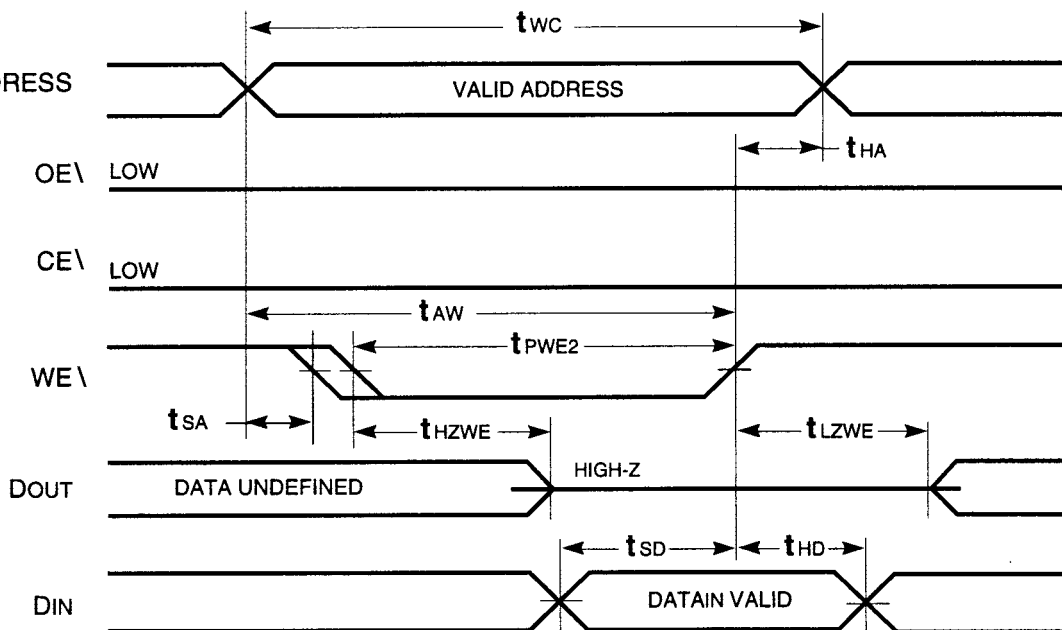 tWC
DRESS
VALID ADDRESS
tHA
OE\ LOW
CE\ LOW
tAW
tPWE2
WE\
tSA
tHZWE
tLZWE
DOUT
DATA UNDEFINED
HIGH-Z
tSD
tHD
DIN
DATAIN VALID